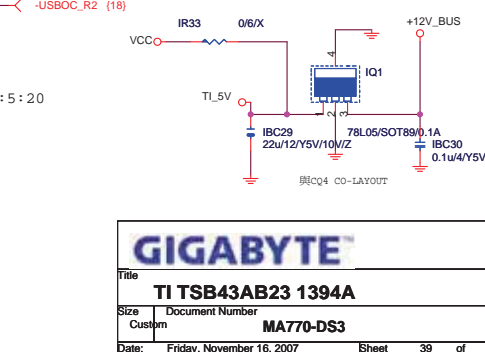 -USBOC_R2 {18}
IR33 0/6/X
+12V_BUS
VCC
4
IQ1
:5:20
TI_5V
1 2 3
IBC29
22u/12/Y5V/10V/Z
78L05/SOT89/0.1A
IBC30
0.1u/4/Y5V
與CQ4 CO-LAYOUT
GIGABYTE™
Title
TI TSB43AB23 1394A
Size Document Number
Custom MA770-DS3
Date: Friday, November 16, 2007 Sheet 39 of